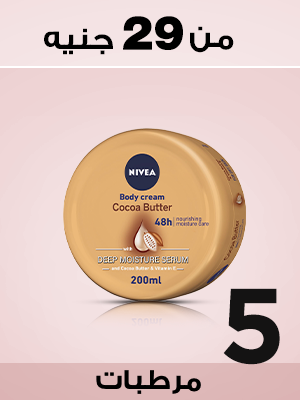 من 29 جنيه
NIVEA
Body cream
Cocoa Butter
48h | nourishing
moisture care
with
DEEP MOISTURE SERUM
and Cocoa Butter & Vitamin E
200ml
5
مرطبات